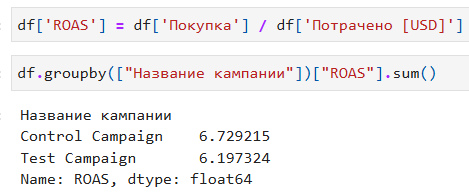 df['ROAS'] = df['Покупка'] / df['Потрачено [USD]']
df.groupby(["Название кампании"])["ROAS"].sum()
Название кампании
Control Campaign    6.729215
Test Campaign       6.197324
Name: ROAS, dtype: float64